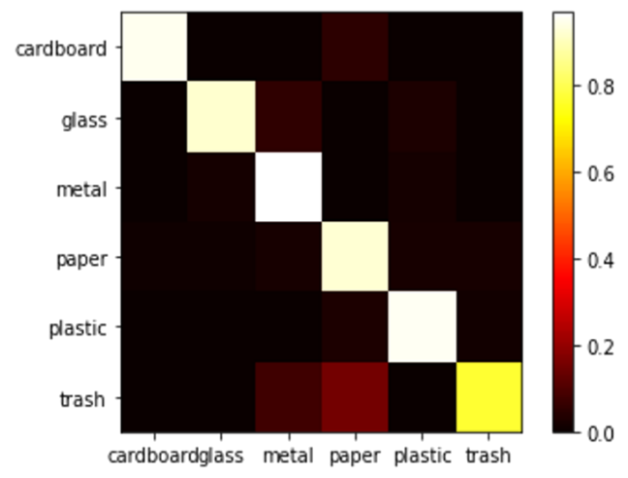 cardboard
glass
metal
paper
plastic
trash
cardboardglass metal paper plastic trash
0.8
0.6
0.4
0.2
0.0